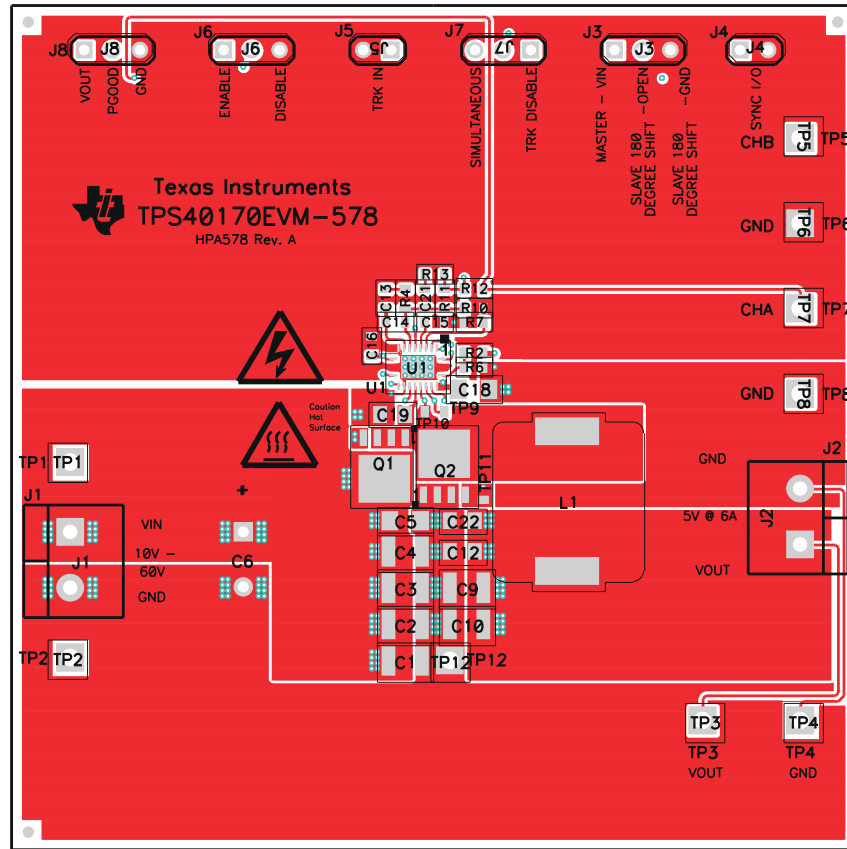 J8 J8 J6 J6 J5 J5 J7 J7 J3 J3 J4 J4
VOUT
PGOOD
GND
ENABLE
DISABLE
TRK IN
SIMULTANEOUS
TRK DISABLE
MASTER - VIN
SLAVE 180 -OPEN
DEGREE SHIFT
SLAVE 180 -GND
DEGREE SHIFT
SYNC I/O
CHB TP5 TP5
Texas Instruments
TPS40170EVM-578
HPA578 Rev. A
GND TP6 TP6
R13
C13 R4 C21 R11 R12
R10
C14 C15 R7
CHA TP7 TP7
C16 1 R2
U1 R6
U1 C18
GND TP8 TP8
Caution
Hot
Surface
C19 TP10 TP9
TP1 TP1 Q1 Q2 TP11
GND J2
J1 + L1
VIN C5 C22 5V @ 6A J2
J1 10V -
60V
C6 C4 C12
VOUT
GND C3 C9
C2 C10
TP2 TP2 C1 TP12 TP12
TP3 TP4
TP3 TP4
VOUT GND